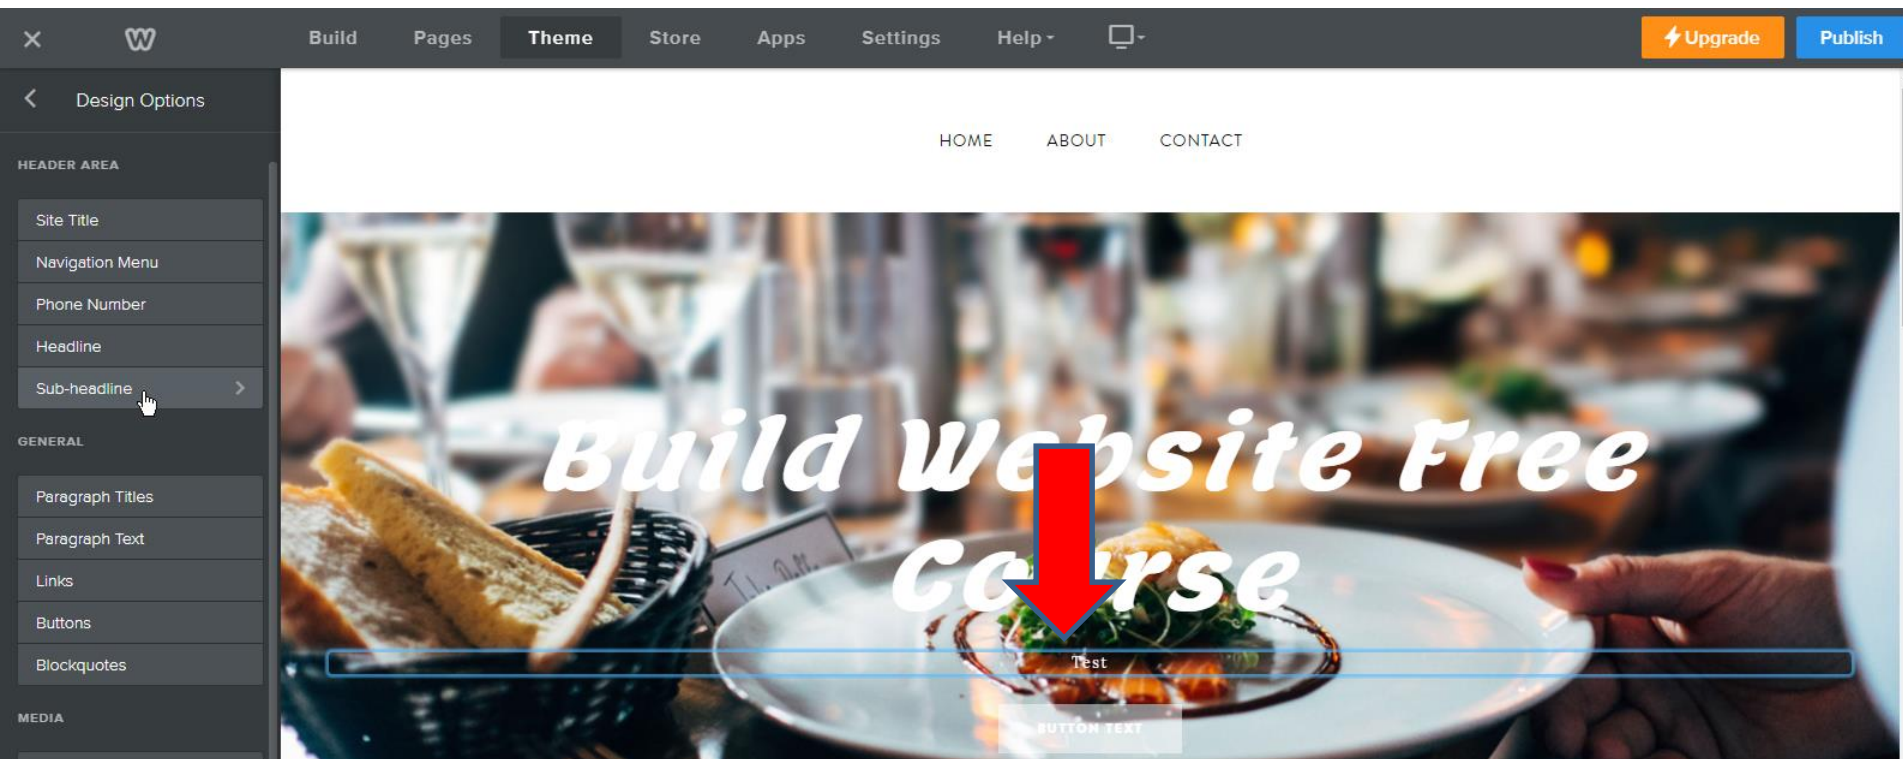 Build Pages Theme Store Apps Settings Help Upgrade Publish
Design Options
HOME ABOUT CONTACT
HEADER AREA
Site Title
Navigation Menu
Phone Number
Headline
Sub-headline
GENERAL
Paragraph Titles
Paragraph Text
Links
Buttons
Blockquotes
MEDIA
Build Website Free
Course
Test
BUTTON TEXT